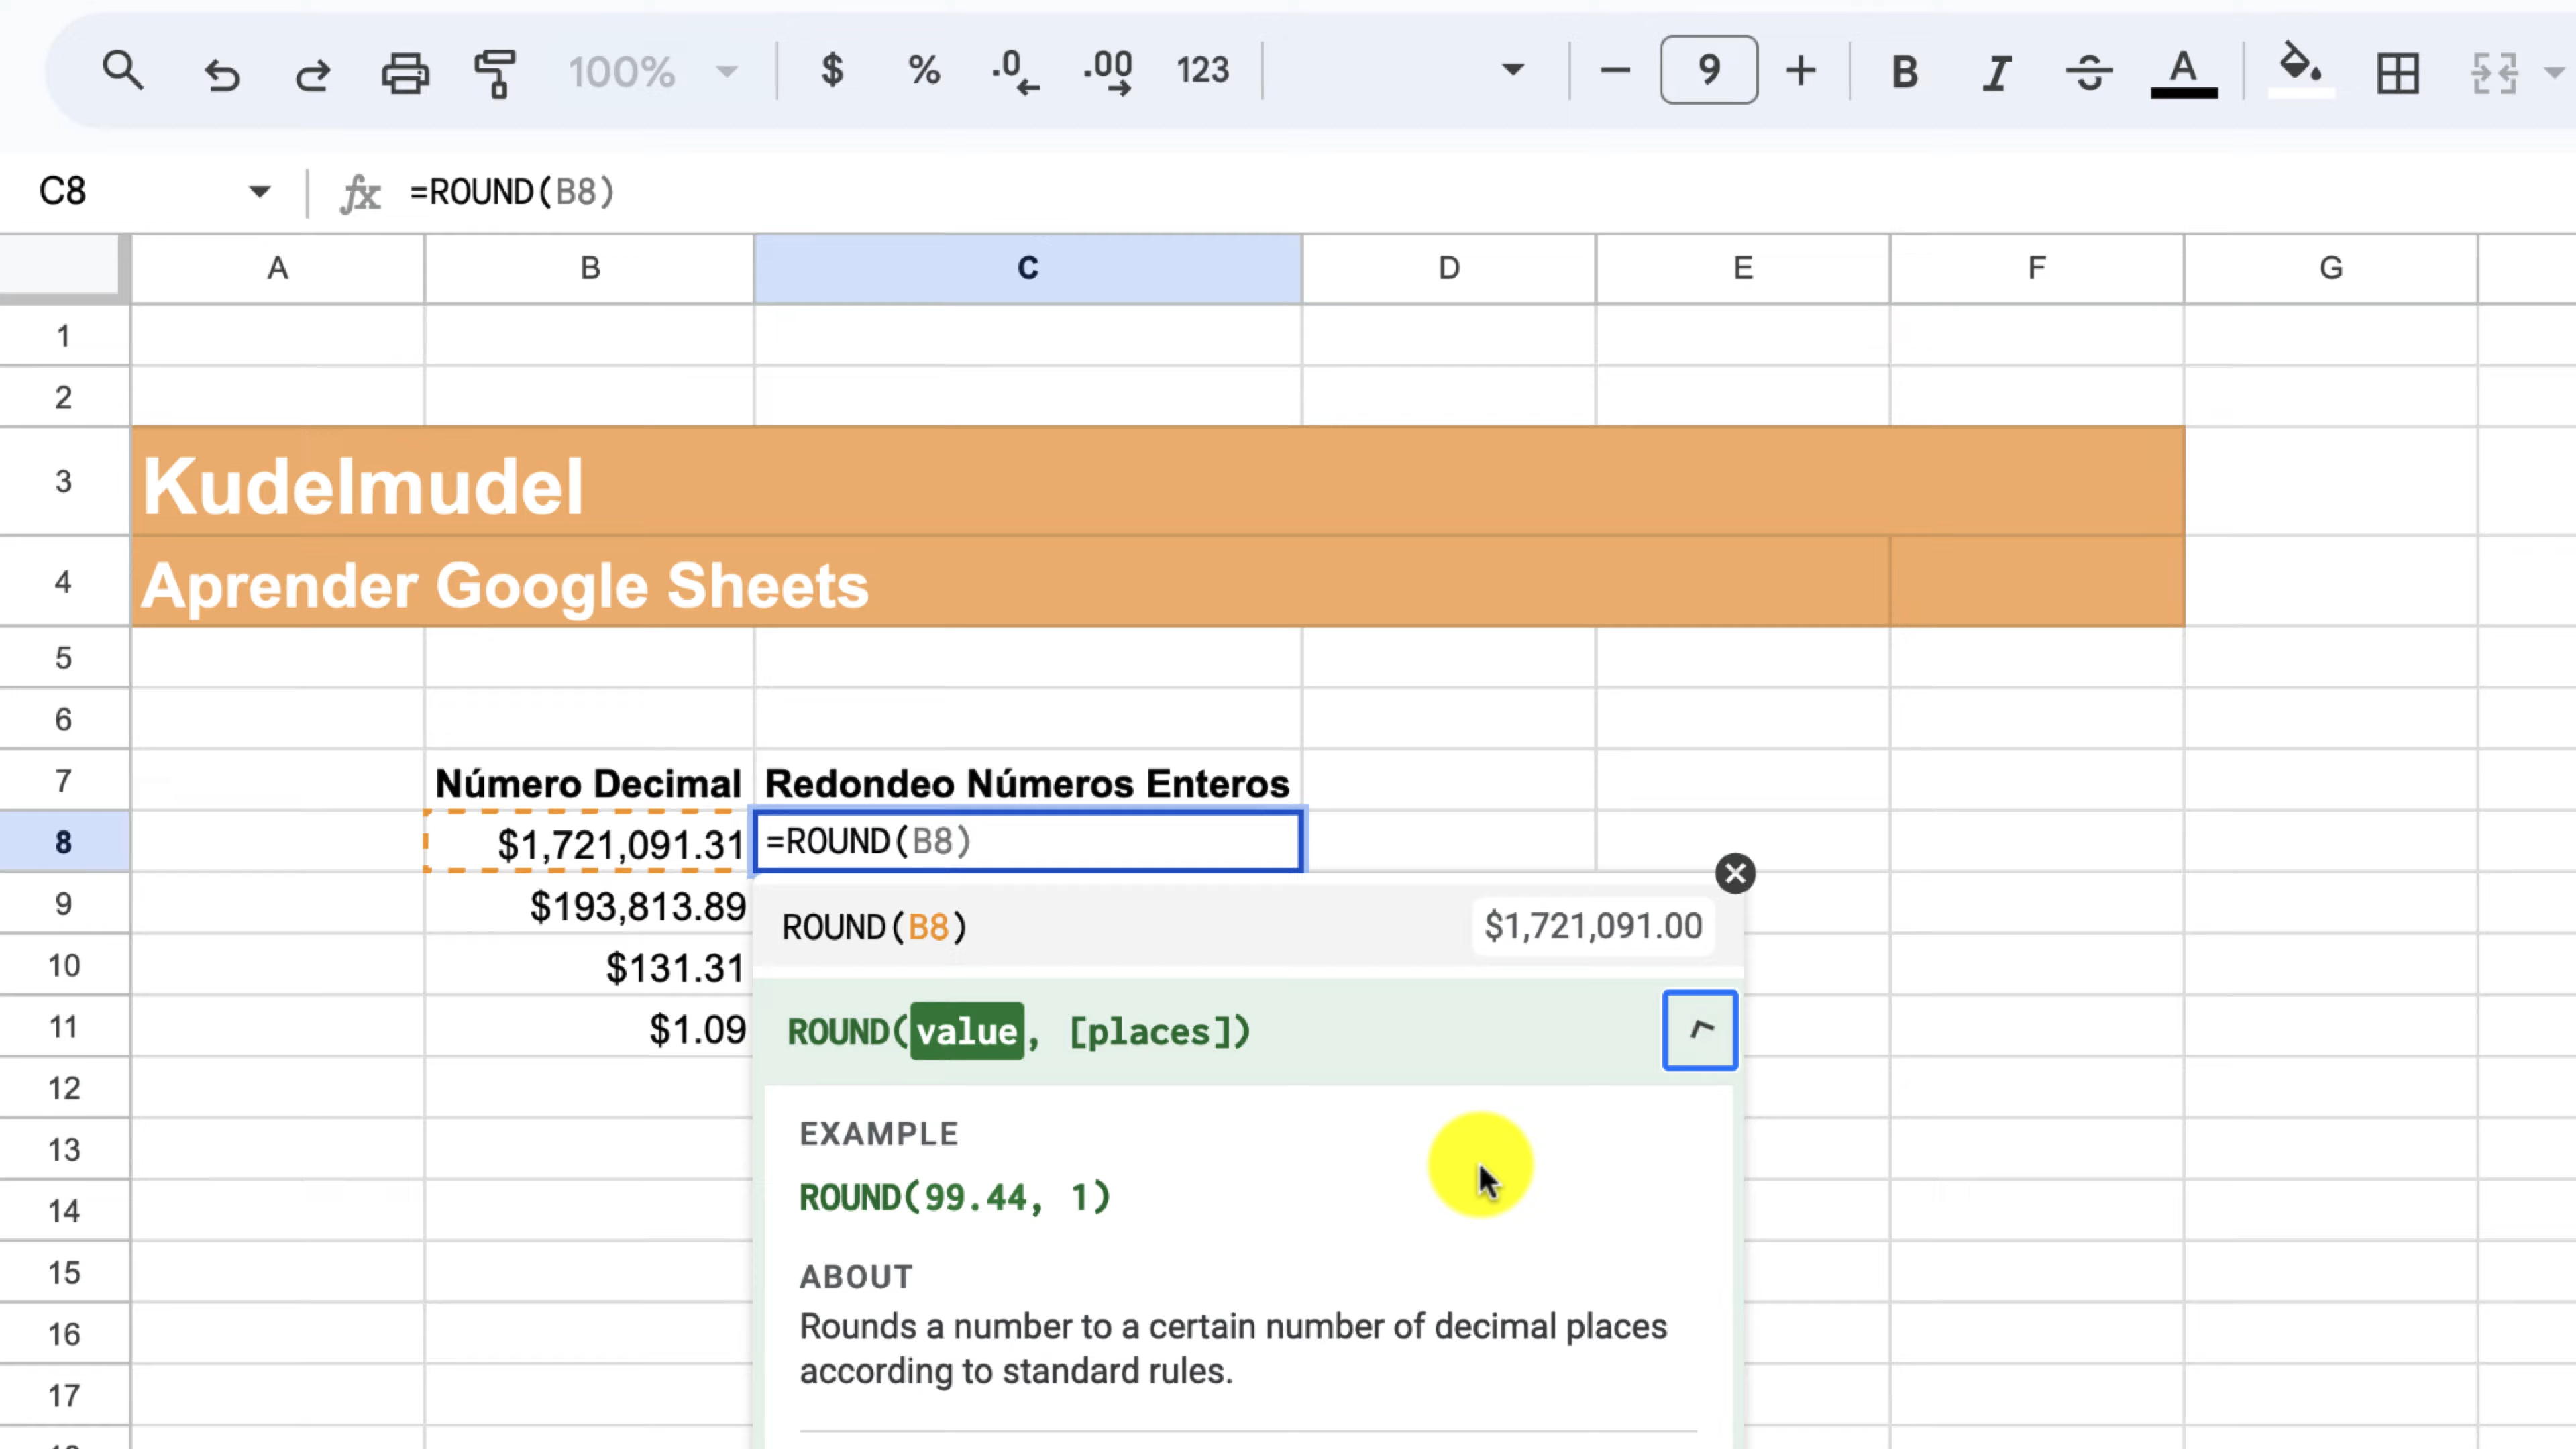 100% $ % .0 .00 123 9 B I A
C8 fx =ROUND(B8)
A B C D E F G
1
2
3 Kudelmudel
4 Aprender Google Sheets
5
6
7 Número Decimal Redondeo Números Enteros
8 $1,721,091.31 =ROUND(B8)
9 $193,813.89 ROUND(B8) $1,721,091.00
10 $131.31
11 $1.09 ROUND(value, [places])
12
13 EXAMPLE
14 ROUND(99.44, 1)
15 ABOUT
16 Rounds a number to a certain number of decimal places
17 according to standard rules.